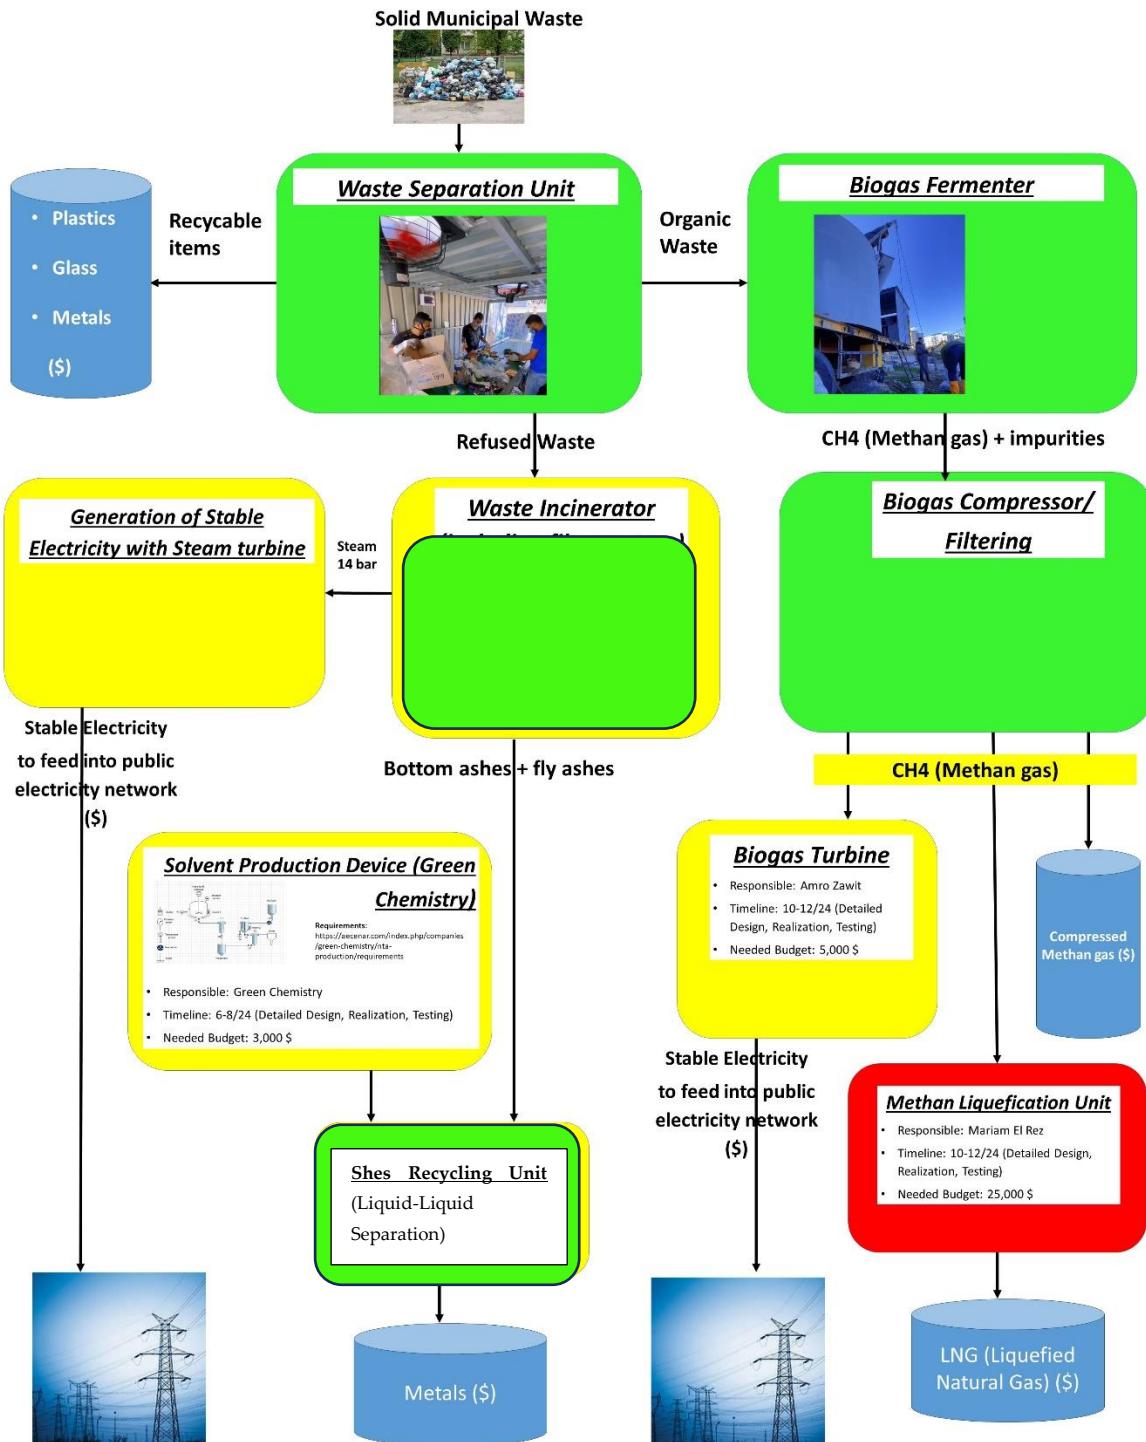 Solid Municipal Waste
Waste Separation Unit
Biogas Fermenter
• Plastics
• Glass
• Metals
($)
Recycable
items
Organic
Waste
Refused Waste
CH4 (Methan gas) + impurities
Generation of Stable
Electricity with Steam turbine
Steam
14 bar
Waste Incinerator
Biogas Compressor/
Filtering
Stable Electricity
to feed into public
electricity network
($)
Bottom ashes + fly ashes
CH4 (Methan gas)
Solvent Production Device (Green
Chemistry)
Requirements:
https://aecenar.com/index.php/companies
/green-chemistry/nta-
production/requirements
• Responsible: Green Chemistry
• Timeline: 6-8/24 (Detailed Design, Realization, Testing)
• Needed Budget: 3,000 $
Biogas Turbine
• Responsible: Amro Zawit
• Timeline: 10-12/24 (Detailed
Design, Realization, Testing)
• Needed Budget: 5,000 $
Compressed
Methan gas ($)
Stable Electricity
to feed into public
electricity network
($)
Methan Liquefication Unit
• Responsible: Mariam El Rez
• Timeline: 10-12/24 (Detailed Design,
Realization, Testing)
• Needed Budget: 25,000 $
Shes Recycling Unit
(Liquid-Liquid
Separation)
Metals ($)
LNG (Liquefied
Natural Gas) ($)